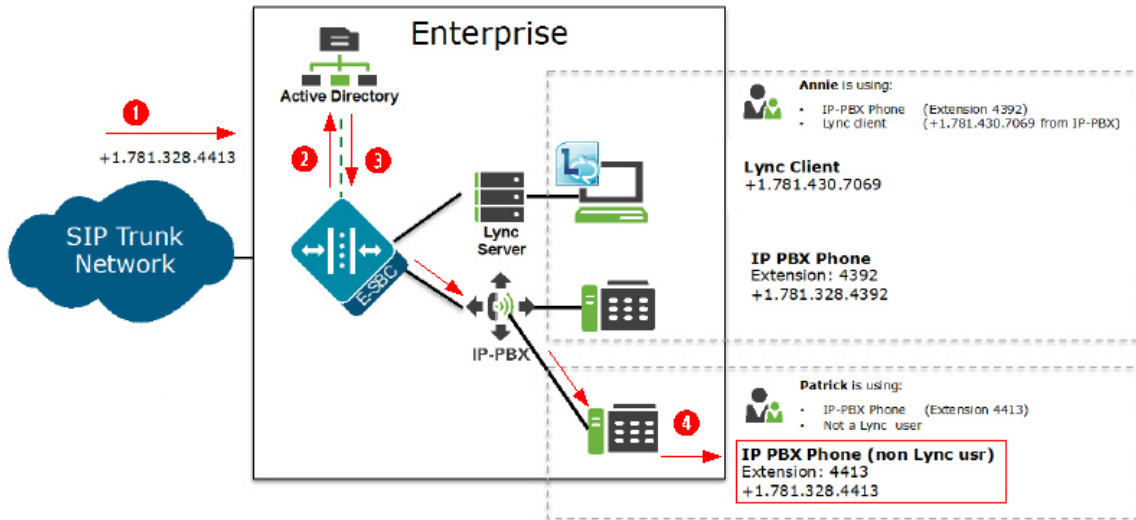 Enterprise
Active Directory
1
+1.781.328.4413
2
3
SIP Trunk
Network
E-SBC
Lync
Server
L
IP-PBX
Annie is using:
• IP-PBX Phone (Extension 4392)
• Lync client (+1.781.430.7069 from IP-PBX)
Lync Client
+1.781.430.7069
IP PBX Phone
Extension: 4392
+1.781.328.4392
Patrick is using:
• IP-PBX Phone (Extension 4413)
• Not a Lync user
4
IP PBX Phone (non Lync usr)
Extension: 4413
+1.781.328.4413